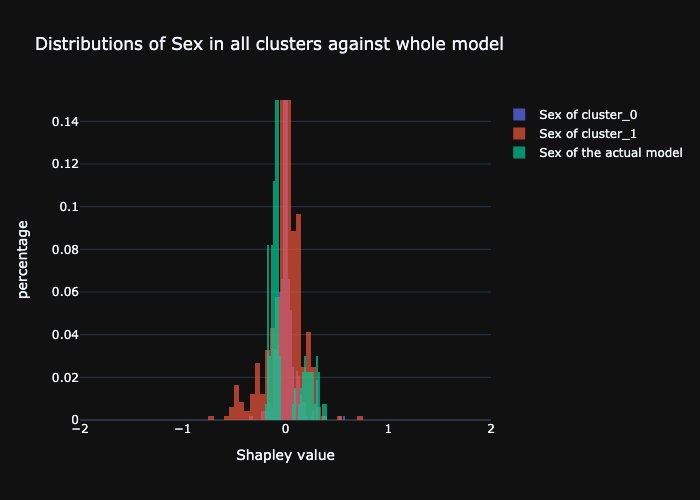 Distributions of Sex in all clusters against whole model
Sex of cluster_0
Sex of cluster_1
Sex of the actual model
percentage
0.14
0.12
0.1
0.08
0.06
0.04
0.02
0
−2
−1
0
1
2
Shapley value